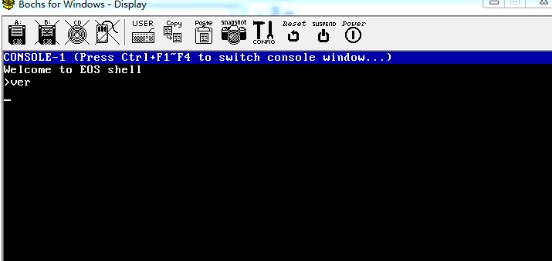 Bochs for Windows - Display
A:
B:
CD
USER
Copy
Paste
snapshot
Reset
suspend
Power
CONFIG
CONSOLE-1 (Press Ctrl+F1~F4 to switch console window...)
Welcome to EOS shell
>ver